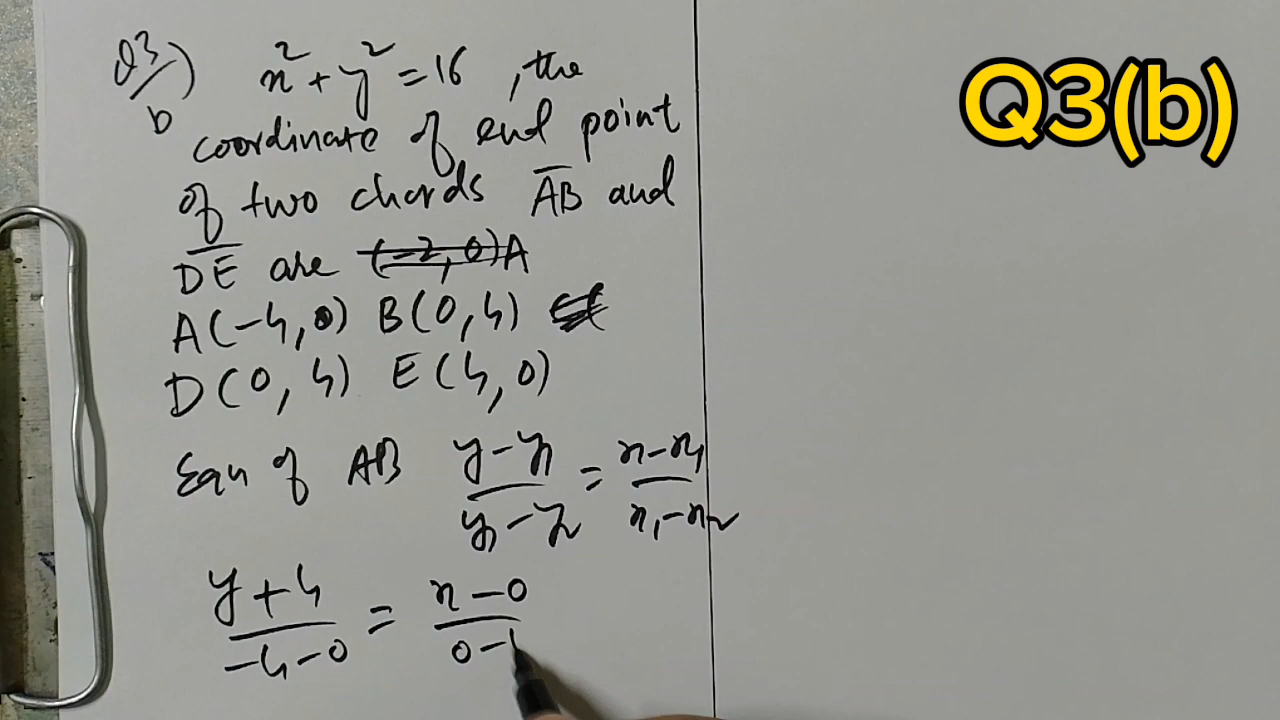 Q3/b) x² + y² = 16, the
coordinate of end point
of two chords A̅B̅ and
D̅E̅ are (-2, 0) A
A(-4, 0) B(0, 4)
D(0, 4) E(4, 0)
Eqn of AB (y - y₁)/(y₁ - y₂) = (x - x₁)/(x₁ - x₂)
(y + 4)/(-4 - 0) = (x - 0)/(0 -
Q3(b)